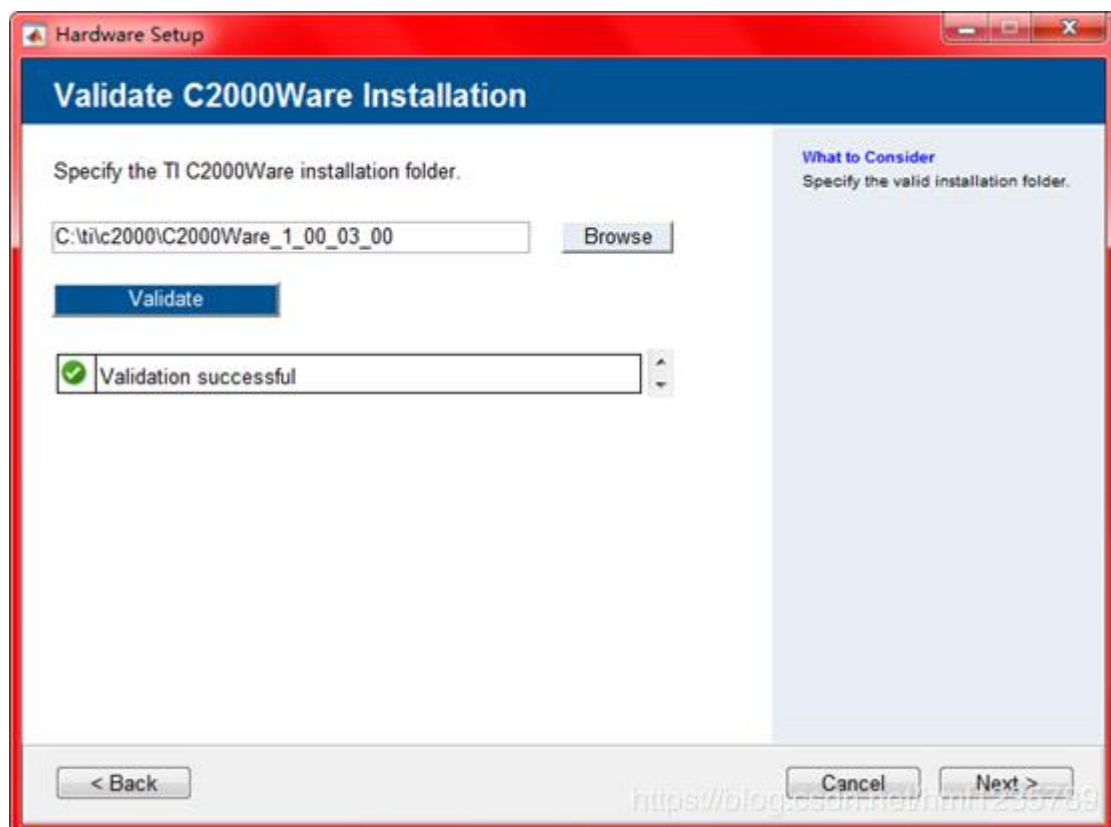 Hardware Setup
Validate C2000Ware Installation
Specify the TI C2000Ware installation folder.
What to Consider
Specify the valid installation folder.
C:\ti\c2000\C2000Ware_1_00_03_00
Browse
Validate
Validation successful
< Back
Cancel
Next >